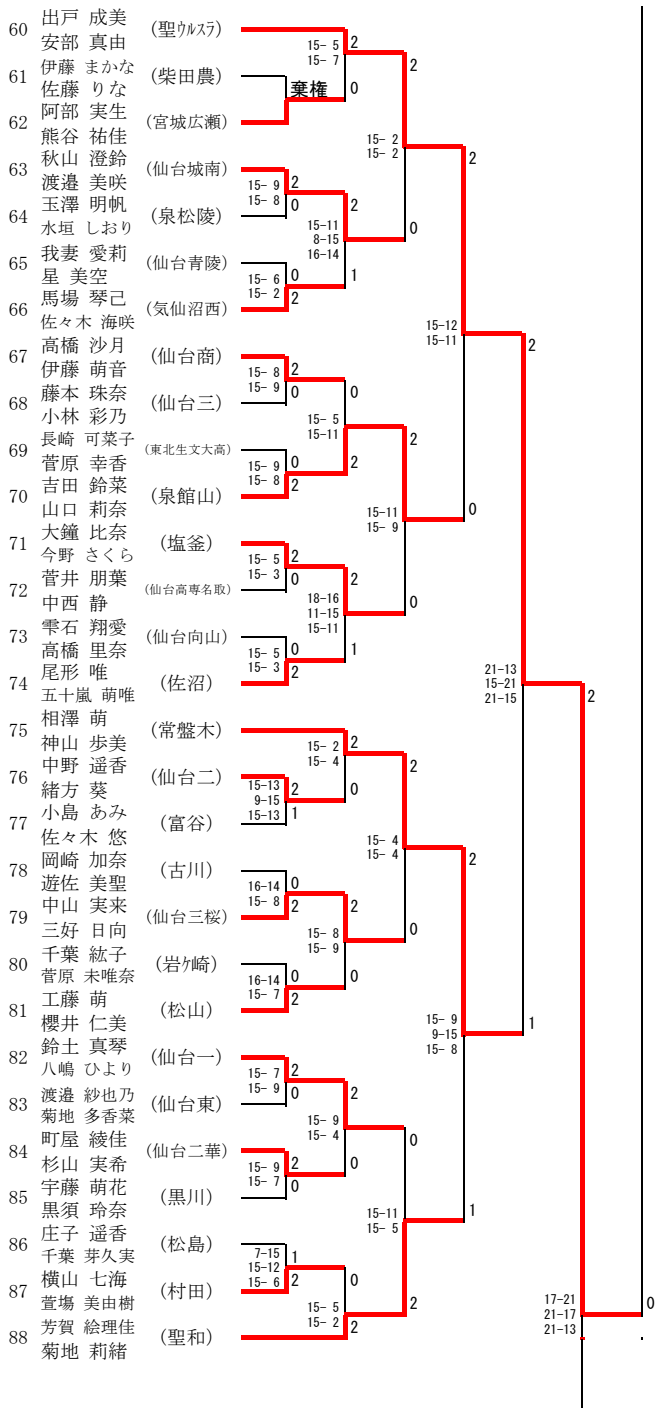 60 出戸 成美 安部 真由 (聖ウルスラ)
61 伊藤 まかな 佐藤 りな (柴田農)
62 阿部 実生 熊谷 祐佳 (宮城広瀬)
63 秋山 澄鈴 渡邉 美咲 (仙台城南)
64 玉澤 明帆 水垣 しおり (泉松陵)
65 我妻 愛莉 星 美空 (仙台青陵)
66 馬場 琴己 佐々木 海咲 (気仙沼西)
67 高橋 沙月 伊藤 萌音 (仙台商)
68 藤本 珠奈 小林 彩乃 (仙台三)
69 長崎 可菜子 菅原 幸香 (東北生文大高)
70 吉田 鈴菜 山口 莉奈 (泉館山)
71 大鐘 比奈 今野 さくら (塩釜)
72 菅井 朋葉 中西 静 (仙台高専名取)
73 雫石 翔愛 高橋 里奈 (仙台向山)
74 尾形 唯 五十嵐 萌唯 (佐沼)
75 相澤 萌 神山 歩美 (常盤木)
76 中野 遥香 緒方 葵 (仙台二)
77 小島 あみ 佐々木 悠 (富谷)
78 岡崎 加奈 遊佐 美聖 (古川)
79 中山 実来 三好 日向 (仙台三桜)
80 千葉 紘子 菅原 未唯奈 (岩ケ崎)
81 工藤 萌 櫻井 仁美 (松山)
82 鈴土 真琴 八嶋 ひより (仙台一)
83 渡邉 紗也乃 菊地 多香菜 (仙台東)
84 町屋 綾佳 杉山 実希 (仙台二華)
85 宇藤 萌花 黒須 玲奈 (黒川)
86 庄子 遥香 千葉 芽久実 (松島)
87 横山 七海 萱場 美由樹 (村田)
88 芳賀 絵理佳 菊地 莉緒 (聖和)
棄権
15- 9 15- 8 2 0
15- 6 15- 2 0 2
15- 8 15- 9 2 0
15- 9 15- 8 0 2
15- 5 15- 3 2 0
15- 5 15- 3 0 2
15-13 9-15 15-13 2 1
16-14 15- 8 0 2
16-14 15- 7 0 2
15- 7 15- 9 2 0
15- 9 15- 7 2 0
7-15 15-12 15- 6 1 2
15- 5 15- 7 2 0
15-11 8-15 16-14 2 1
15- 5 15-11 0 2
18-16 11-15 15-11 2 1
15- 2 15- 4 2 0
15- 8 15- 9 2 0
15- 9 15- 4 2 0
15- 5 15- 2 0 2
15- 2 15- 2 2 0
15-11 15- 9 2 0
15- 4 15- 4 2 0
15-11 15- 5 0 2
15-12 15-11 2 0
15- 9 9-15 15- 8 2 1
21-13 15-21 21-15 2 1
17-21 21-17 21-13 2 0